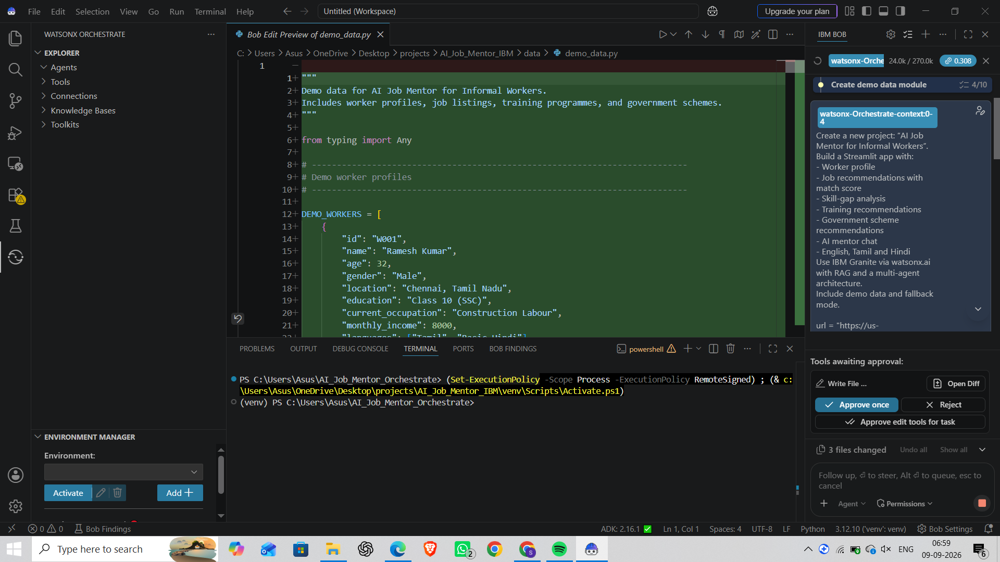 File Edit Selection View Go Run Terminal Help
Untitled (Workspace)
Upgrade your plan
WATSONX ORCHESTRATE
EXPLORER
Agents
Tools
Connections
Knowledge Bases
Toolkits
ENVIRONMENT MANAGER
Environment:
Activate
Add
Bob Edit Preview of demo_data.py
C: > Users > Asus > OneDrive > Desktop > projects > AI_Job_Mentor_IBM > data > demo_data.py
1
1+ """
2+ Demo data for AI Job Mentor for Informal Workers.
3+ Includes worker profiles, job listings, training programmes, and government schemes.
4+ """
5+
6+ from typing import Any
7+
8+ # ---------------------------------------------------------------------------
9+ # Demo worker profiles
10+ # ---------------------------------------------------------------------------
11+
12+ DEMO_WORKERS = [
13+ {
14+ "id": "W001",
15+ "name": "Ramesh Kumar",
16+ "age": 32,
17+ "gender": "Male",
18+ "location": "Chennai, Tamil Nadu",
19+ "education": "Class 10 (SSC)",
20+ "current_occupation": "Construction Labour",
21+ "monthly_income": 8000,
22+ "languages": ["Tamil", "Basic Hindi"]
PROBLEMS OUTPUT DEBUG CONSOLE TERMINAL PORTS BOB FINDINGS
powershell
PS C:\Users\Asus\AI_Job_Mentor_Orchestrate> (Set-ExecutionPolicy -Scope Process -ExecutionPolicy RemoteSigned) ; (& c:
\Users\Asus\OneDrive\Desktop\projects\AI_Job_Mentor_IBM\venv\Scripts\Activate.ps1)
(venv) PS C:\Users\Asus\AI_Job_Mentor_Orchestrate>
IBM BOB
watsonx-Orche 24.0k / 270.0k 0.308
Create demo data module 4/10
watsonx-Orchestrate-context:0-
4
Create a new project: “AI Job
Mentor for Informal Workers”.
Build a Streamlit app with:
- Worker profile
- Job recommendations with
match score
- Skill-gap analysis
- Training recommendations
- Government scheme
recommendations
- AI mentor chat
- English, Tamil and Hindi
Use IBM Granite via watsonx.ai
with RAG and a multi-agent
architecture.
Include demo data and fallback
mode.
url = "https://us-
Tools awaiting approval:
Write File ...
Open Diff
Approve once
Reject
Approve edit tools for task
3 files changed Undo all Show all
Follow up, ⏎ to steer, Alt ⏎ to queue, esc to
cancel
Agent
Permissions
0 0 Bob Findings
ADK: 2.16.1 Ln 1, Col 1 Spaces: 4 UTF-8 LF Python 3.12.10 ('venv': venv) Bob Settings
Type here to search
2
S
ENG
06:59
09-09-2026
6